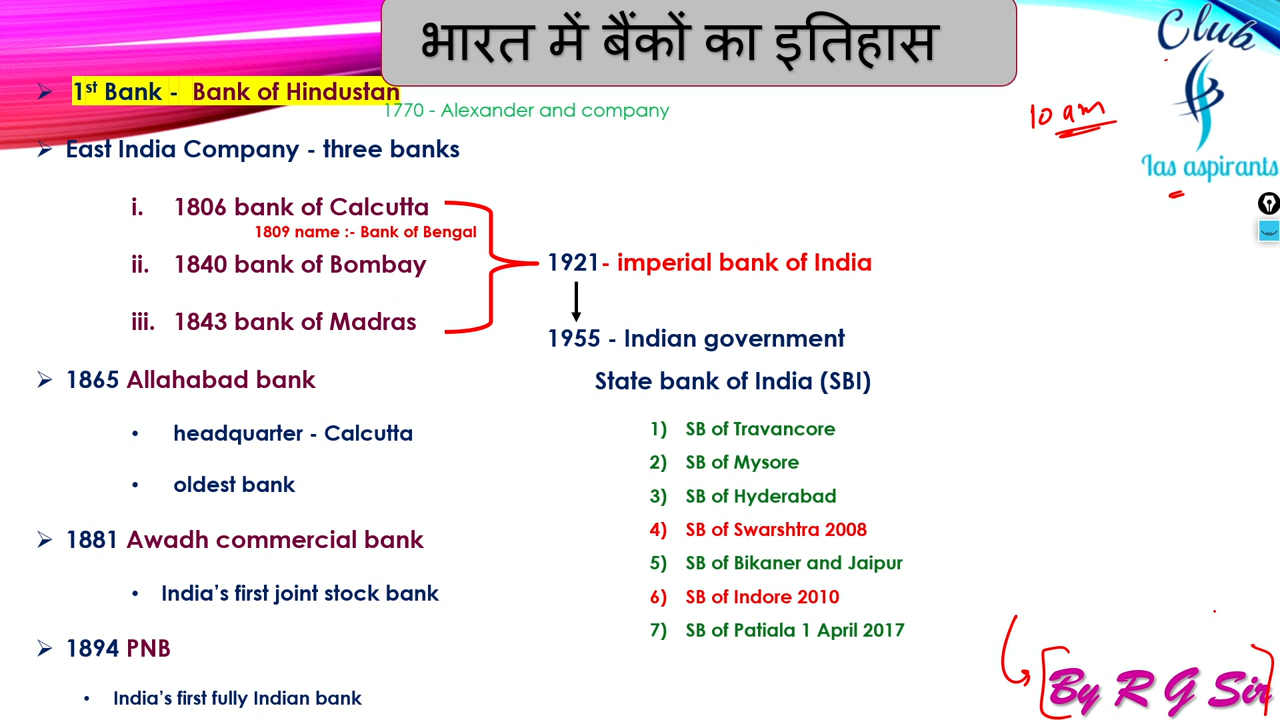 भारत में बैंकों का इतिहास
Club
Ias aspirants
10 am
1st Bank - Bank of Hindustan
1770 - Alexander and company
East India Company - three banks
i. 1806 bank of Calcutta
1809 name :- Bank of Bengal
ii. 1840 bank of Bombay
iii. 1843 bank of Madras
1921- imperial bank of India
1955 - Indian government
State bank of India (SBI)
1) SB of Travancore
2) SB of Mysore
3) SB of Hyderabad
4) SB of Swarshtra 2008
5) SB of Bikaner and Jaipur
6) SB of Indore 2010
7) SB of Patiala 1 April 2017
1865 Allahabad bank
• headquarter - Calcutta
• oldest bank
1881 Awadh commercial bank
• India’s first joint stock bank
1894 PNB
• India’s first fully Indian bank
By R G Sir